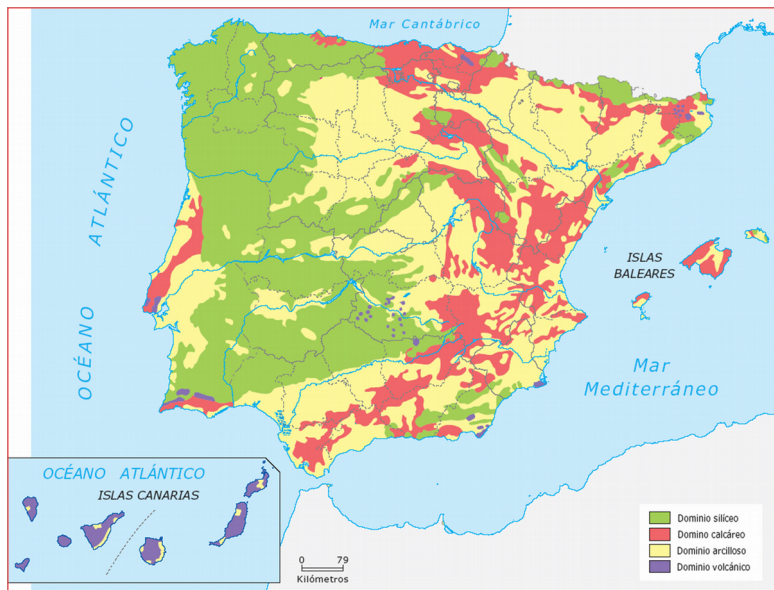 Mar Cantábrico
OCÉANO ATLÁNTICO
ISLAS
BALEARES
Mar
Mediterráneo
OCÉANO ATLÁNTICO
ISLAS CANARIAS
0 79
Kilómetros
Dominio silíceo
Domino calcáreo
Dominio arcilloso
Dominio volcánico